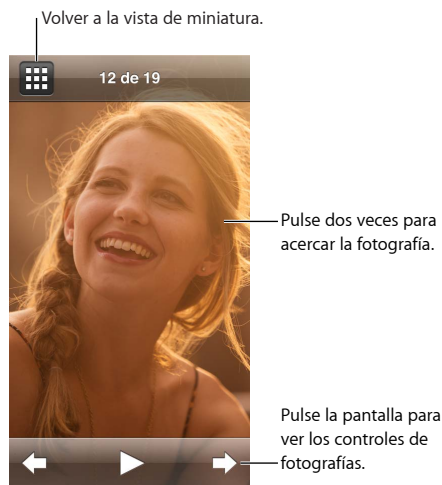 Volver a la vista de miniatura.
12 de 19
Pulse dos veces para
acercar la fotografía.
Pulse la pantalla para
ver los controles de
fotografías.